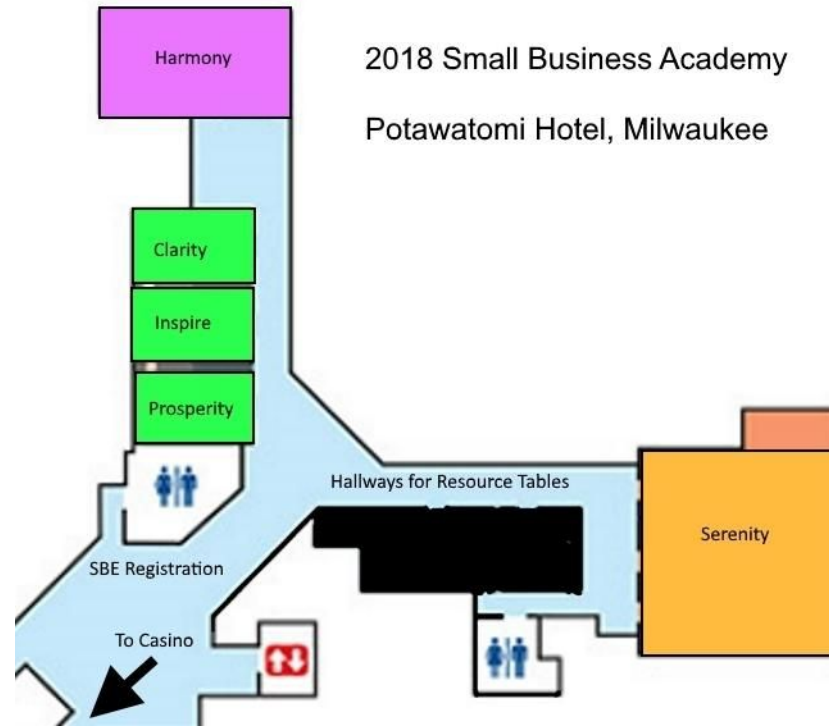 Harmony
2018 Small Business Academy
Potawatomi Hotel, Milwaukee
Clarity
Inspire
Prosperity
Hallways for Resource Tables
Serenity
SBE Registration
To Casino